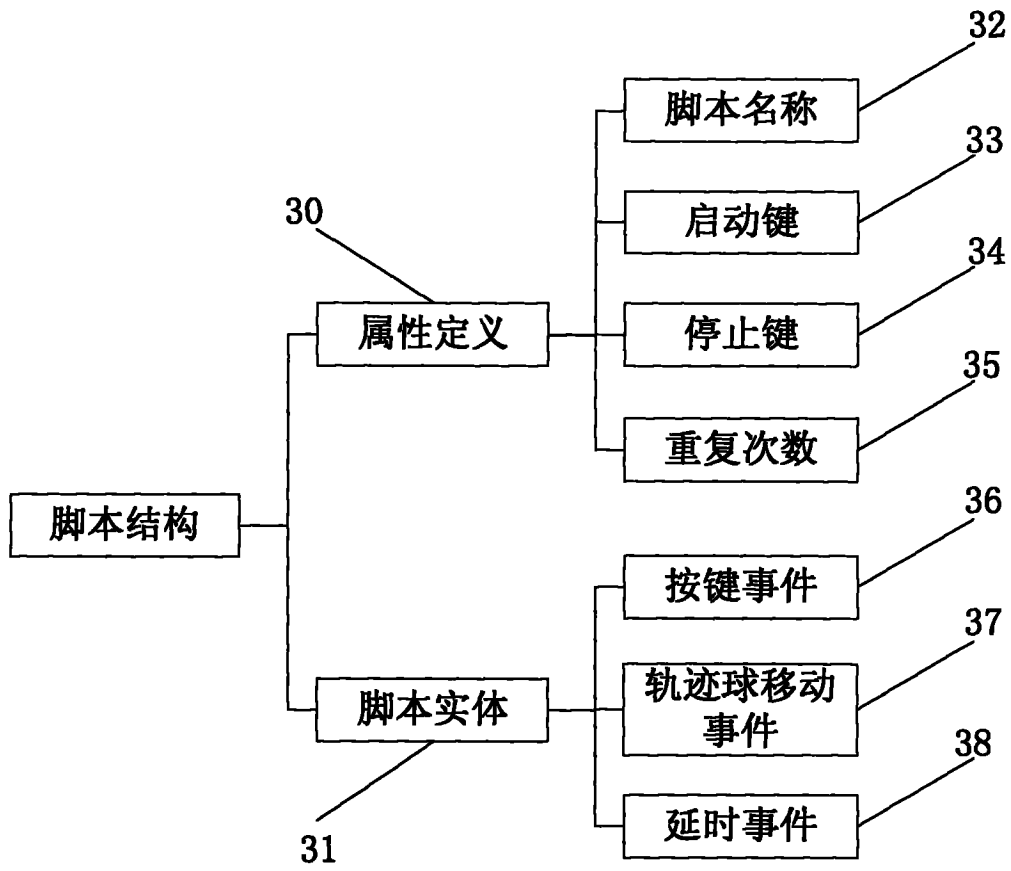 32
脚本名称
33
启动键
30
34
属性定义
停止键
35
重复次数
脚本结构
36
按键事件
37
轨迹球移动
事件
脚本实体
38
延时事件
31